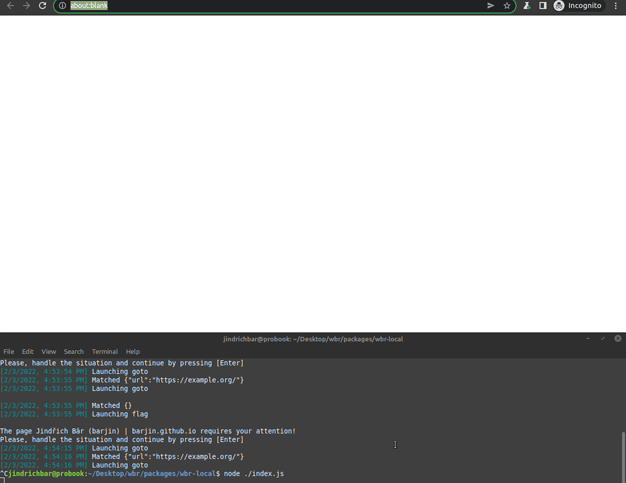 about:blank
Incognito
jindrichbar@probook: ~/Desktop/wbr/packages/wbr-local
File Edit View Search Terminal Help
Please, handle the situation and continue by pressing [Enter]
[2/3/2022, 4:53:54 PM] Launching goto
[2/3/2022, 4:53:55 PM] Matched {"url":"https://example.org/"}
[2/3/2022, 4:53:55 PM] Launching goto
[2/3/2022, 4:53:55 PM] Matched {}
[2/3/2022, 4:53:55 PM] Launching flag
The page Jindřich Bär (barjin) | barjin.github.io requires your attention!
Please, handle the situation and continue by pressing [Enter]
[2/3/2022, 4:54:15 PM] Launching goto
[2/3/2022, 4:54:16 PM] Matched {"url":"https://example.org/"}
[2/3/2022, 4:54:16 PM] Launching goto
^Cjindrichbar@probook:~/Desktop/wbr/packages/wbr-local$ node ./index.js